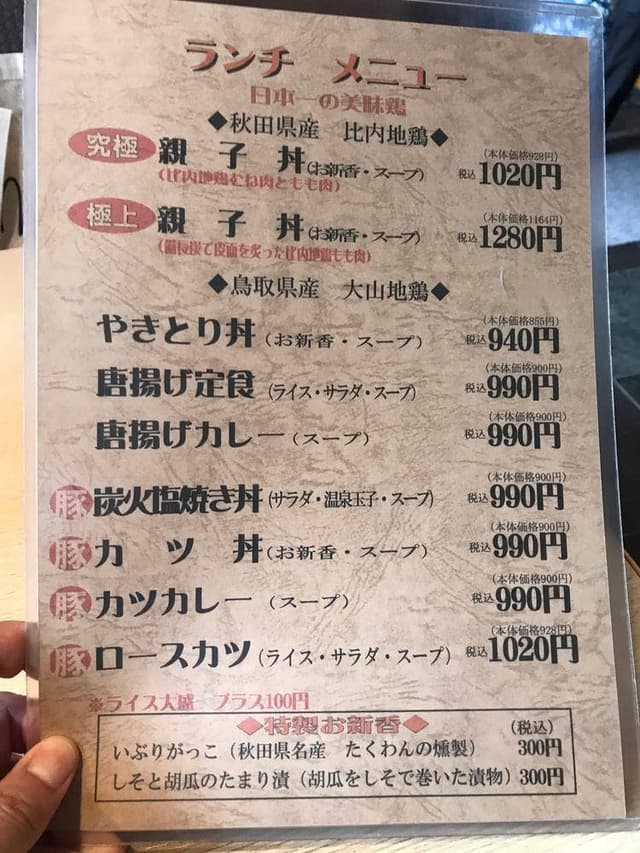 ランチ メニュー
日本一の美味鶏
◆秋田県産 比内地鶏◆
究極 親子丼(お新香・スープ) (本体価格928円) 税込1020円
(比内地鶏むね肉ともも肉)
極上 親子丼(お新香・スープ) (本体価格1164円) 税込1280円
(備長炭で皮面を炙った比内地鶏もも肉)
◆鳥取県産 大山地鶏◆
やきとり丼(お新香・スープ) (本体価格855円) 税込940円
唐揚げ定食(ライス・サラダ・スープ) (本体価格900円) 税込990円
唐揚げカレー(スープ) (本体価格900円) 税込990円
豚 炭火塩焼き丼(サラダ・温泉玉子・スープ) (本体価格900円) 税込990円
豚 カツ丼(お新香・スープ) (本体価格900円) 税込990円
豚 カツカレー(スープ) (本体価格900円) 税込990円
豚 ロースカツ(ライス・サラダ・スープ) (本体価格928円) 税込1020円
※ライス大盛 プラス100円
◆特製お新香◆ (税込)
いぶりがっこ(秋田県名産 たくわんの燻製) 300円
しそと胡瓜のたまり漬(胡瓜をしそで巻いた漬物) 300円